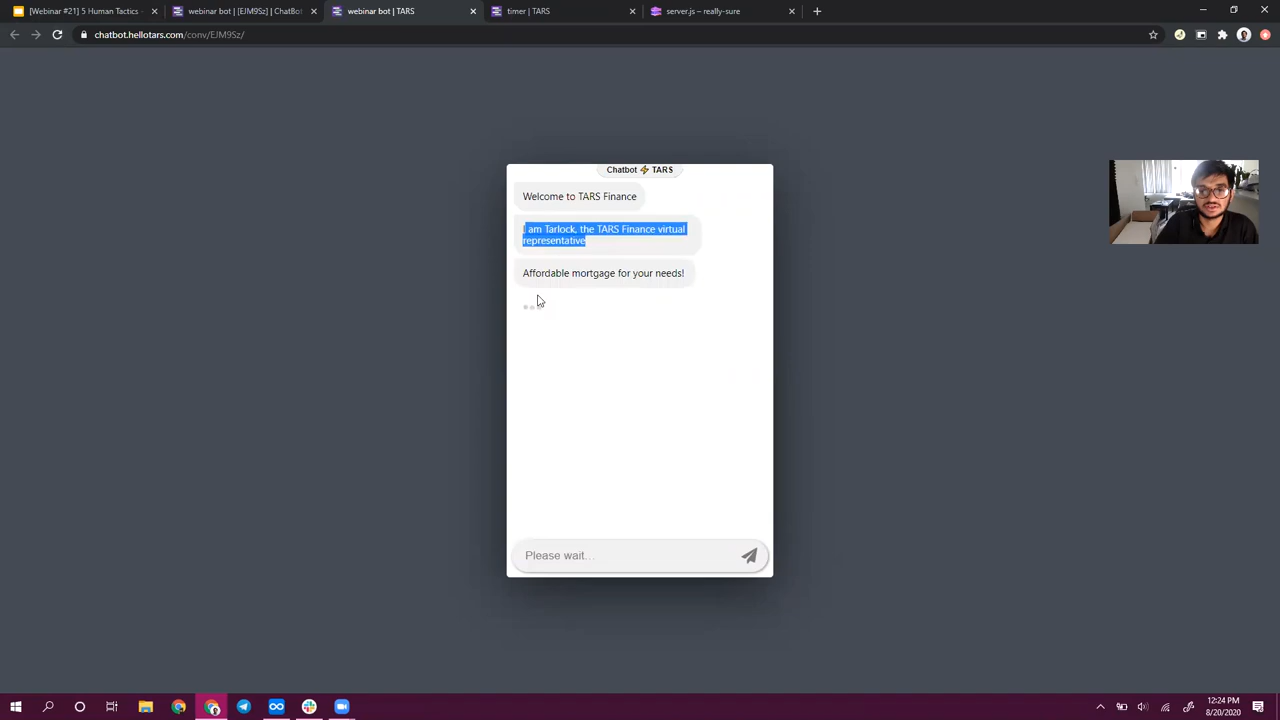 [Webinar #21] 5 Human Tactics -
webinar bot | [EJM9Sz] | ChatBot
webinar bot | TARS
timer | TARS
server.js – really-sure
chatbot.hellotars.com/conv/EJM9Sz/
Chatbot ⚡ TARS
Welcome to TARS Finance
I am Tarlock, the TARS Finance virtual
representative
Affordable mortgage for your needs!
Please wait...
12:24 PM
8/20/2020